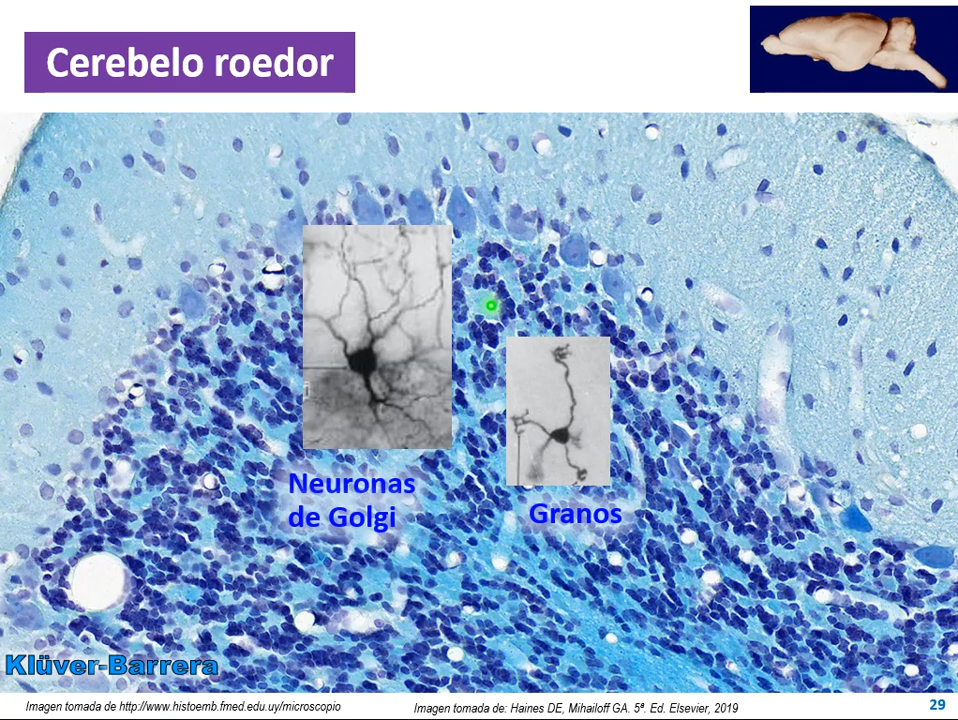 Cerebelo roedor
Neuronas
de Golgi
Granos
Klüver-Barrera
Imagen tomada de http://www.histoemb.fmed.edu.uy/microscopio
Imagen tomada de: Haines DE, Mihailoff GA. 5ª. Ed. Elsevier, 2019
29